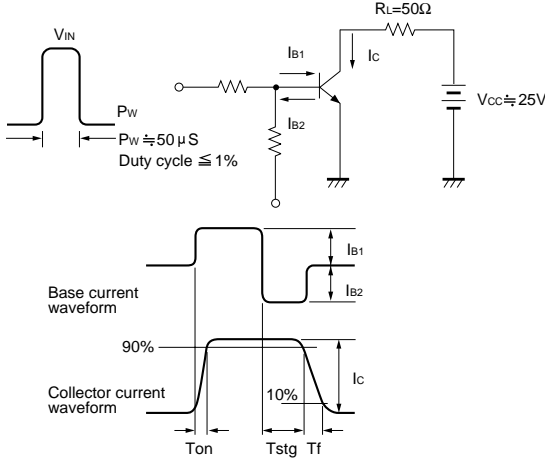 RL=50Ω
VIN
IB1
IC
VCC≒25V
PW
IB2
PW≒50μS
Duty cycle ≦1%
IB1
IB2
Base current
waveform
90%
IC
10%
Collector current
waveform
Ton
Tstg
Tf